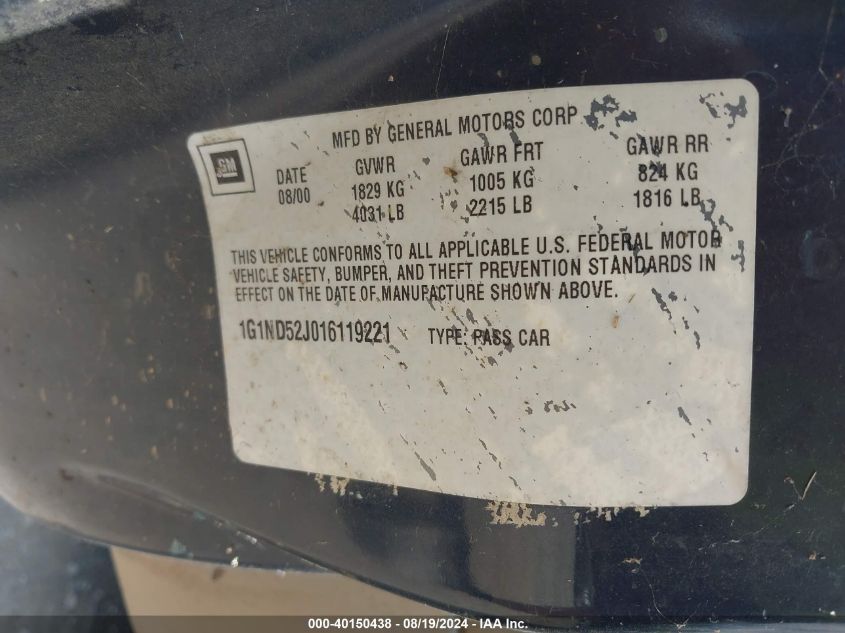 MFD BY GENERAL MOTORS CORP
GM
DATE GVWR GAWR FRT GAWR RR
08/00 1829 KG 1005 KG 824 KG
4031 LB 2215 LB 1816 LB
THIS VEHICLE CONFORMS TO ALL APPLICABLE U.S. FEDERAL MOTOR
VEHICLE SAFETY, BUMPER, AND THEFT PREVENTION STANDARDS IN
EFFECT ON THE DATE OF MANUFACTURE SHOWN ABOVE.
1G1ND52J016119221 TYPE: PASS CAR
000-40150438 - 08/19/2024 - IAA Inc.